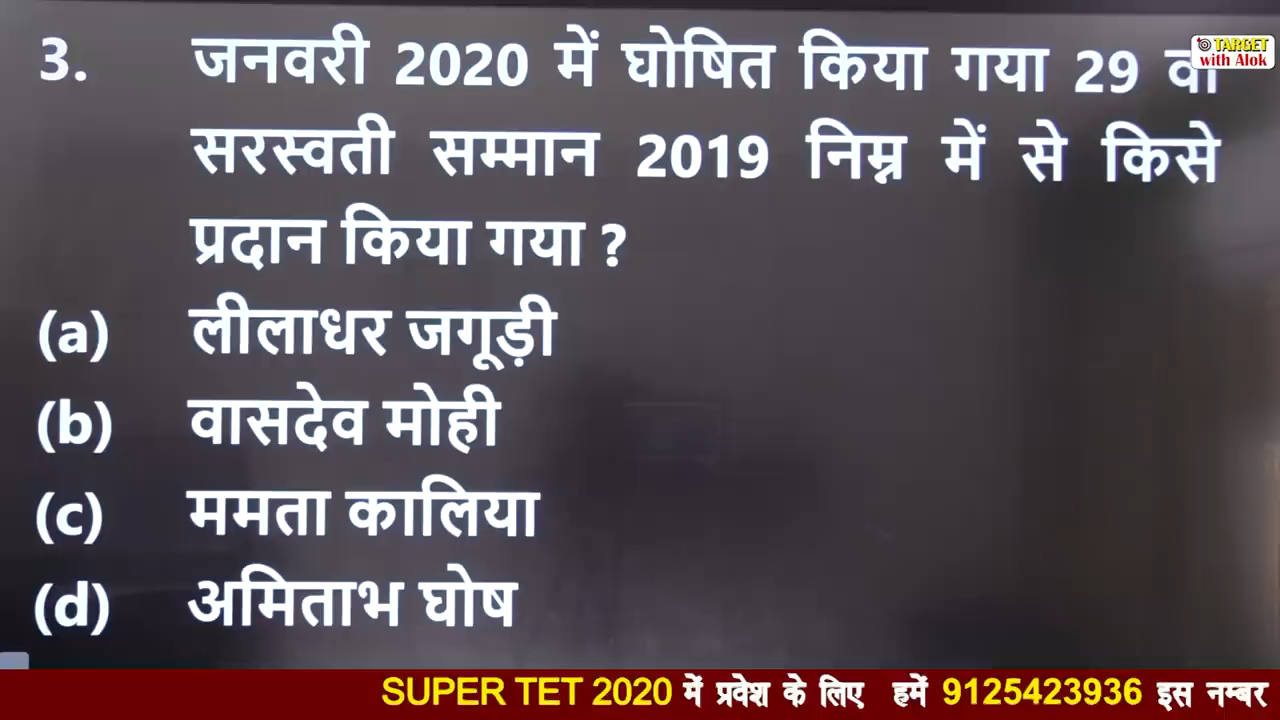 TARGET
with Alok
3. जनवरी 2020 में घोषित किया गया 29 वा
सरस्वती सम्मान 2019 निम्न में से किसे
प्रदान किया गया ?
(a) लीलाधर जगूड़ी
(b) वासदेव मोही
(c) ममता कालिया
(d) अमिताभ घोष
SUPER TET 2020 में प्रवेश के लिए हमें 9125423936 इस नम्बर